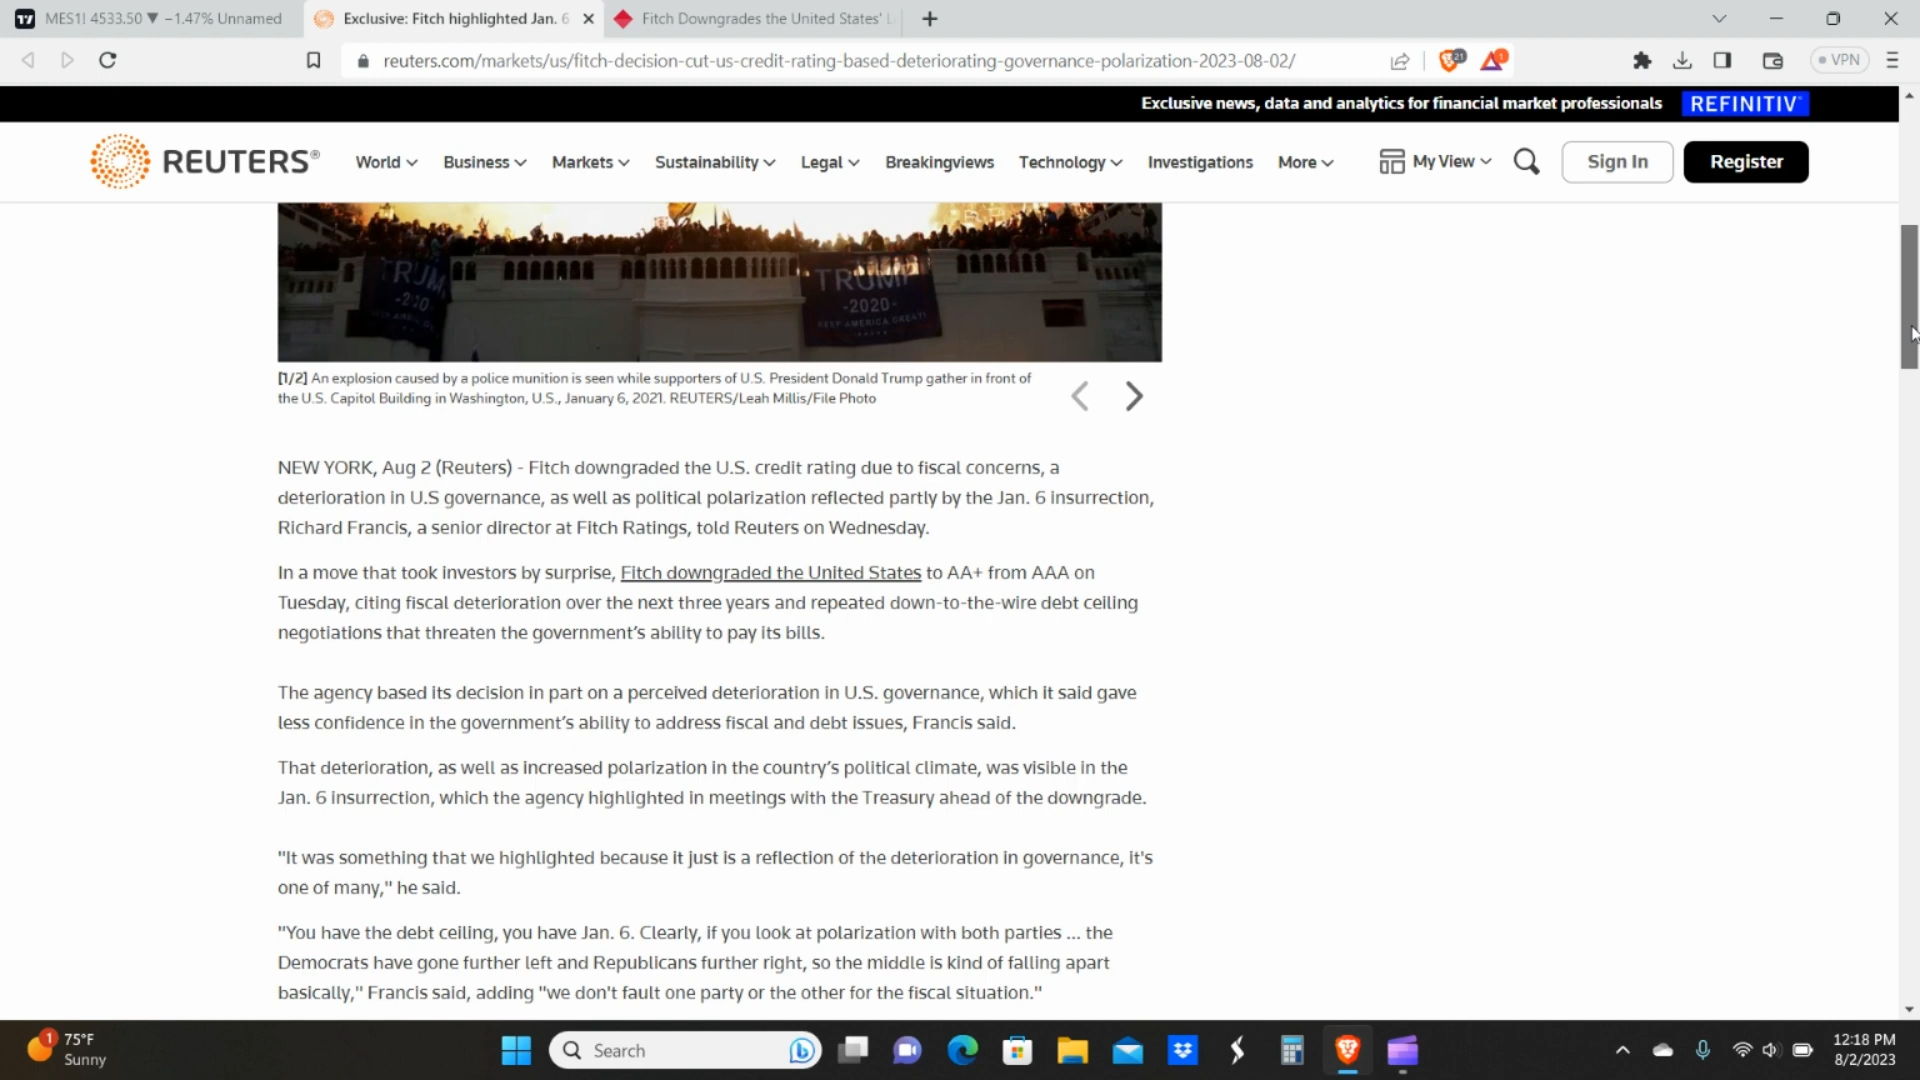 MES1! 4533.50 ▼ −1.47% Unnamed
Exclusive: Fitch highlighted Jan. 6
Fitch Downgrades the United States' L
reuters.com/markets/us/fitch-decision-cut-us-credit-rating-based-deteriorating-governance-polarization-2023-08-02/
21
1
VPN
Exclusive news, data and analytics for financial market professionals REFINITIV
REUTERS®
World
Business
Markets
Sustainability
Legal
Breakingviews
Technology
Investigations
More
My View
Sign In
Register
TRUM
TRUMP
-2020-
KEEP AMERICA GREAT!
[1/2] An explosion caused by a police munition is seen while supporters of U.S. President Donald Trump gather in front of
the U.S. Capitol Building in Washington, U.S., January 6, 2021. REUTERS/Leah Millis/File Photo
NEW YORK, Aug 2 (Reuters) - Fitch downgraded the U.S. credit rating due to fiscal concerns, a
deterioration in U.S governance, as well as political polarization reflected partly by the Jan. 6 insurrection,
Richard Francis, a senior director at Fitch Ratings, told Reuters on Wednesday.
In a move that took investors by surprise, Fitch downgraded the United States to AA+ from AAA on
Tuesday, citing fiscal deterioration over the next three years and repeated down-to-the-wire debt ceiling
negotiations that threaten the government's ability to pay its bills.
The agency based its decision in part on a perceived deterioration in U.S. governance, which it said gave
less confidence in the government's ability to address fiscal and debt issues, Francis said.
That deterioration, as well as increased polarization in the country's political climate, was visible in the
Jan. 6 insurrection, which the agency highlighted in meetings with the Treasury ahead of the downgrade.
"It was something that we highlighted because it just is a reflection of the deterioration in governance, it's
one of many," he said.
"You have the debt ceiling, you have Jan. 6. Clearly, if you look at polarization with both parties ... the
Democrats have gone further left and Republicans further right, so the middle is kind of falling apart
basically," Francis said, adding "we don't fault one party or the other for the fiscal situation."
1
75°F
Sunny
Search
12:18 PM
8/2/2023